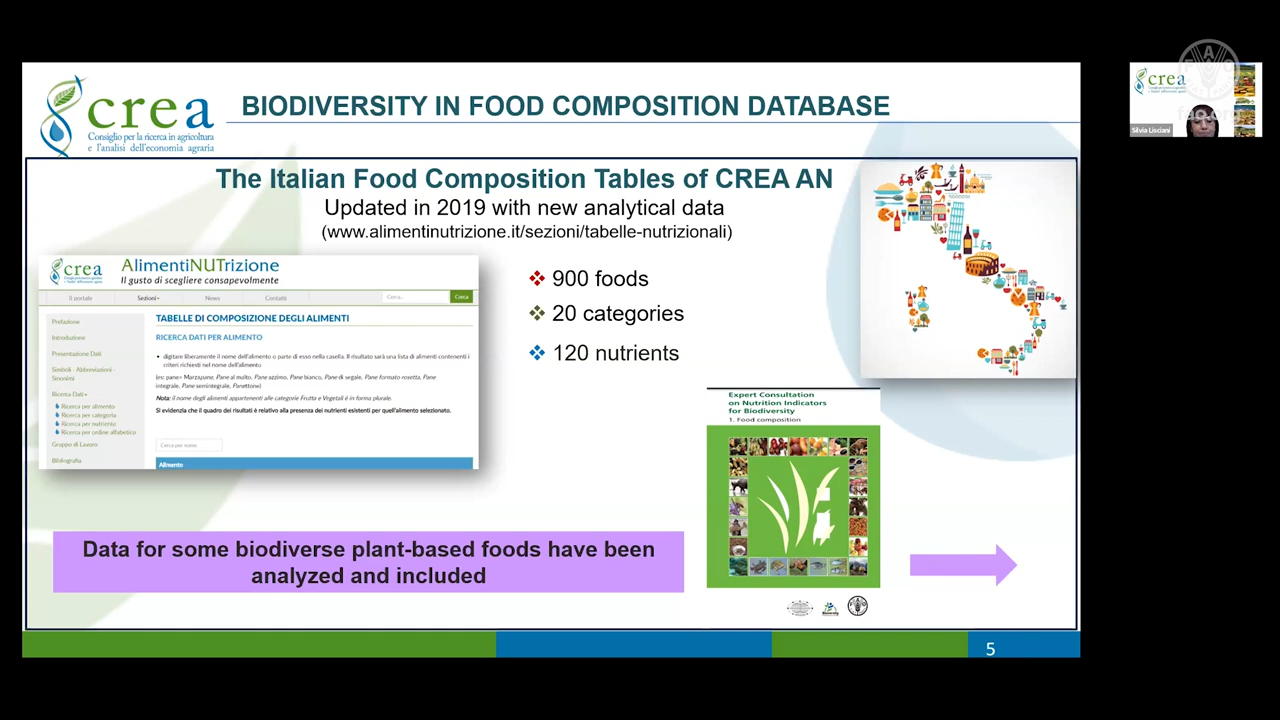 crea
Consiglio per la ricerca in agricoltura
e l'analisi dell'economia agraria
BIODIVERSITY IN FOOD COMPOSITION DATABASE
The Italian Food Composition Tables of CREA AN
Updated in 2019 with new analytical data
(www.alimentinutrizione.it/sezioni/tabelle-nutrizionali)
crea
AlimentiNUTrizione
Il gusto di scegliere consapevolmente
Il portale
Sezioni
News
Contatti
Cerca...
Cerca
Prefazione
Introduzione
Presentazione Dati
Simboli - Abbreviazioni -
Sinonimi
Ricerca Dati
Ricerca per alimento
Ricerca per categoria
Ricerca per nutriente
Ricerca per ordine alfabetico
Gruppo di Lavoro
Bibliografia
TABELLE DI COMPOSIZIONE DEGLI ALIMENTI
RICERCA DATI PER ALIMENTO
• digitare liberamente il nome dell'alimento o parte di esso nella casella. Il risultato sarà una lista di alimenti contenenti i
criteri richiesti nel nome dell'alimento
(es: pane= Marzapane, Pane al malto, Pane azzimo, Pane bianco, Pane di segale, Pane formato rosetta, Pane
integrale, Pane semintegrale, Panettone)
Nota: il nome degli alimenti appartenenti alle categorie Frutta e Vegetali è in forma plurale.
Si evidenzia che il quadro dei risultati è relativo alla presenza dei nutrienti esistenti per quell'alimento selezionato.
Cerca per nome
Alimento
900 foods
20 categories
120 nutrients
Expert Consultation
on Nutrition Indicators
for Biodiversity
1. Food composition
Data for some biodiverse plant-based foods have been
analyzed and included
5
crea
Silvia Lisciani
FAO
fao.org